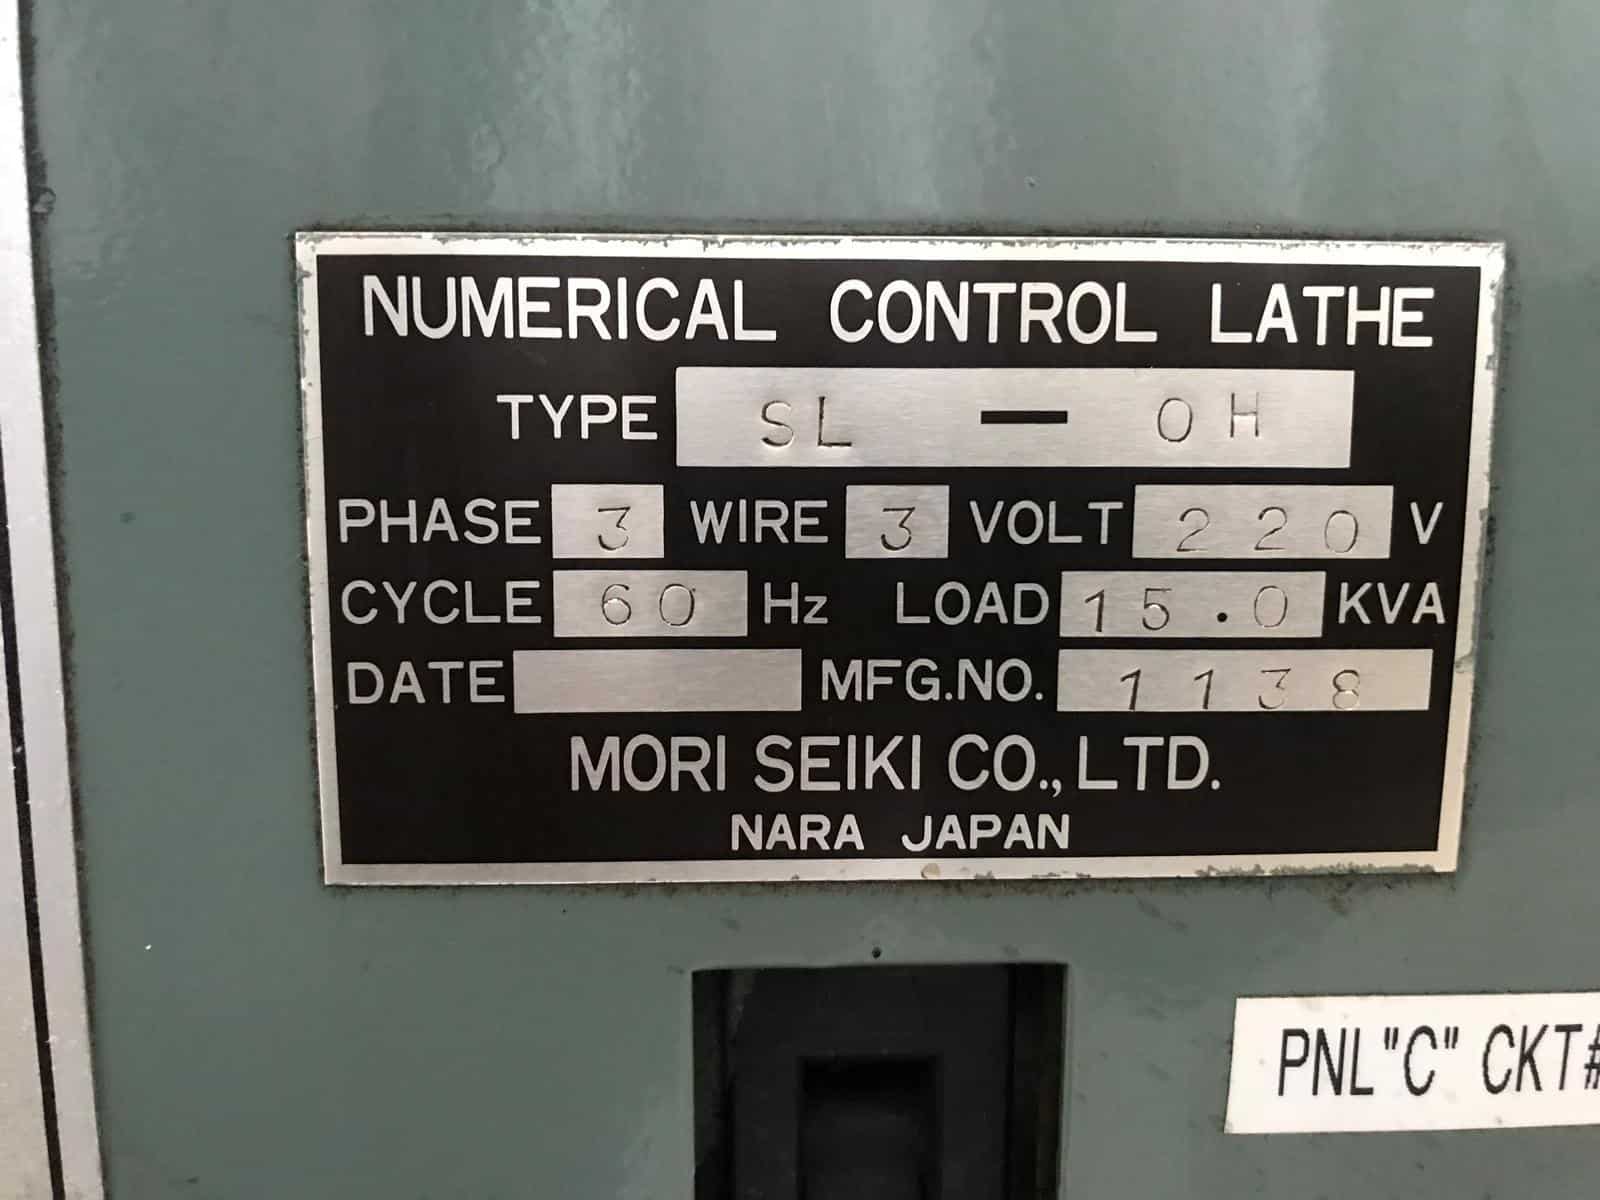 NUMERICAL CONTROL LATHE
TYPE SL — 0H
PHASE 3 WIRE 3 VOLT 220 V
CYCLE 60 Hz LOAD 15.0 KVA
DATE MFG.NO. 1138
MORI SEIKI CO., LTD.
NARA JAPAN
PNL "C" CKT#